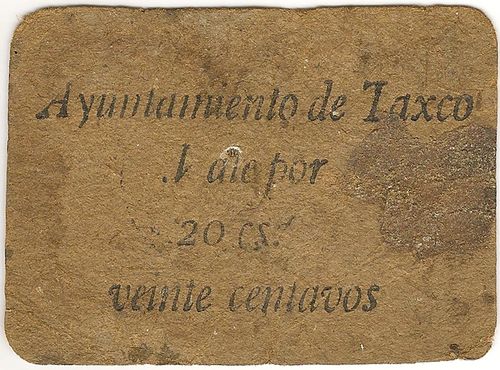 Ayuntamiento de Taxco
Vale por
20 cs.
veinte centavos